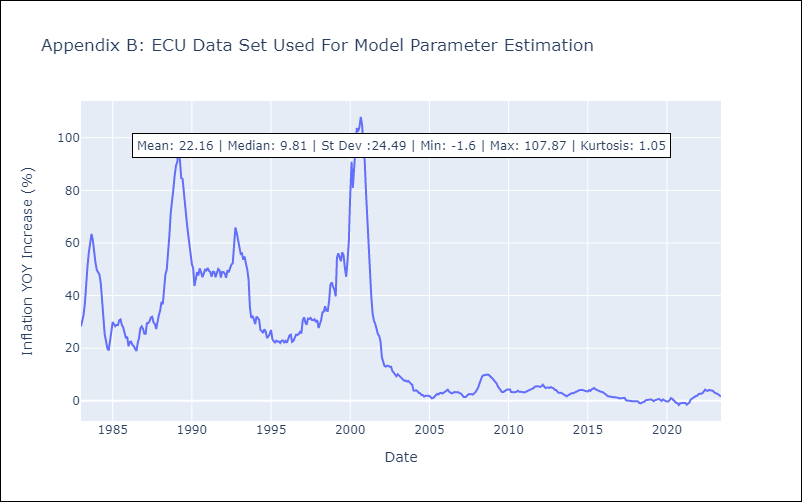 Appendix B: ECU Data Set Used For Model Parameter Estimation
Mean: 22.16 | Median: 9.81 | St Dev :24.49 | Min: -1.6 | Max: 107.87 | Kurtosis: 1.05
Inflation YOY Increase (%)
100
80
60
40
20
0
1985 1990 1995 2000 2005 2010 2015 2020
Date